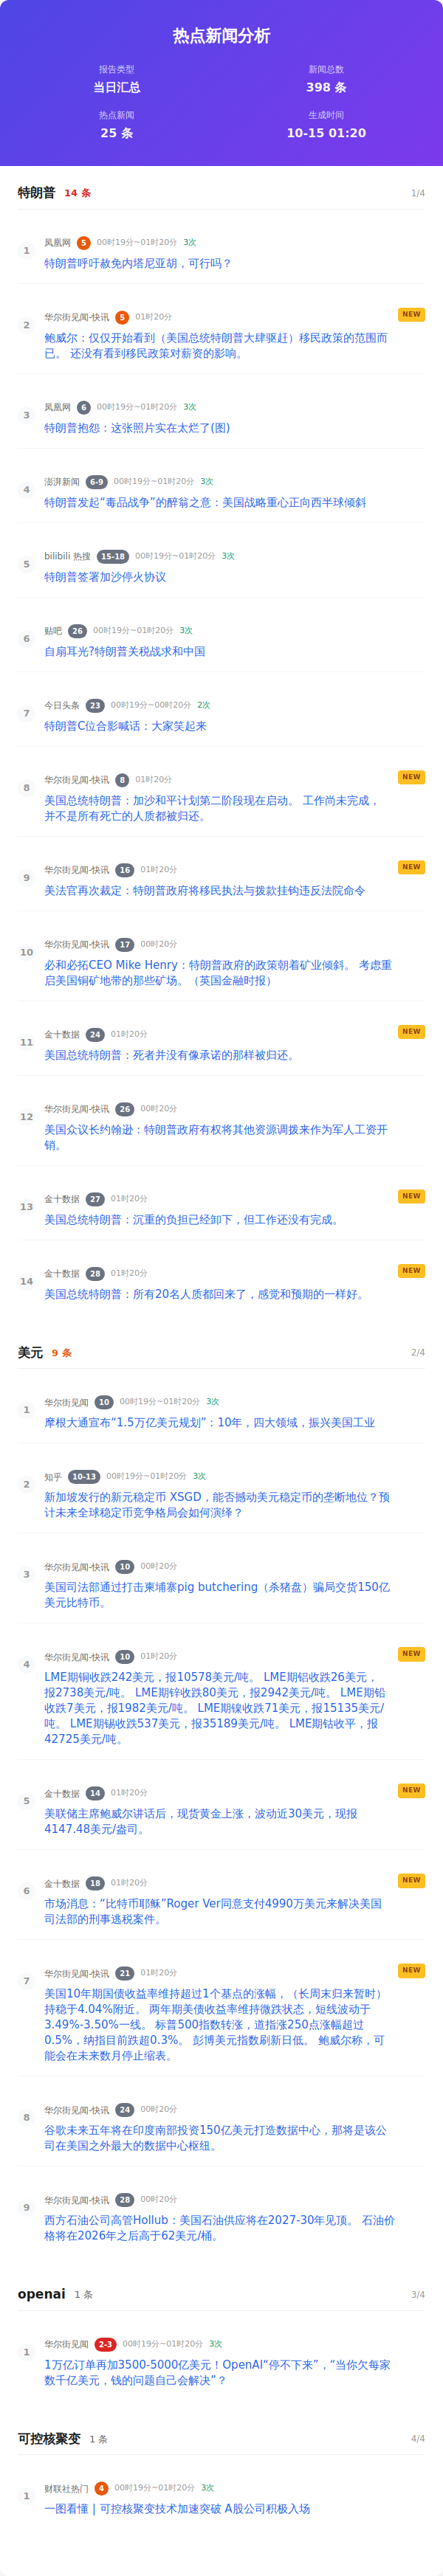 热点新闻分析
报告类型
新闻总数
当日汇总
398 条
热点新闻
生成时间
25 条
10-15 01:20
特朗普 14 条 1/4
1
凤凰网 5 00时19分~01时20分 3次
特朗普呼吁赦免内塔尼亚胡，可行吗？
2
华尔街见闻-快讯 5 01时20分 NEW
鲍威尔：仅仅开始看到（美国总统特朗普大肆驱赶）移民政策的范围而
已。 还没有看到移民政策对薪资的影响。
3
凤凰网 6 00时19分~01时20分 3次
特朗普抱怨：这张照片实在太烂了(图)
4
澎湃新闻 6-9 00时19分~01时20分 3次
特朗普发起“毒品战争”的醉翁之意：美国战略重心正向西半球倾斜
5
bilibili 热搜 15-18 00时19分~01时20分 3次
特朗普签署加沙停火协议
6
贴吧 26 00时19分~01时20分 3次
自扇耳光?特朗普关税战求和中国
7
今日头条 23 00时19分~00时20分 2次
特朗普C位合影喊话：大家笑起来
8
华尔街见闻-快讯 8 01时20分 NEW
美国总统特朗普：加沙和平计划第二阶段现在启动。 工作尚未完成，
并不是所有死亡的人质都被归还。
9
华尔街见闻-快讯 16 01时20分 NEW
美法官再次裁定：特朗普政府将移民执法与拨款挂钩违反法院命令
10
华尔街见闻-快讯 17 00时20分
必和必拓CEO Mike Henry：特朗普政府的政策朝着矿业倾斜。 考虑重
启美国铜矿地带的那些矿场。（英国金融时报）
11
金十数据 24 01时20分 NEW
美国总统特朗普：死者并没有像承诺的那样被归还。
12
华尔街见闻-快讯 26 00时20分
美国众议长约翰逊：特朗普政府有权将其他资源调拨来作为军人工资开
销。
13
金十数据 27 01时20分 NEW
美国总统特朗普：沉重的负担已经卸下，但工作还没有完成。
14
金十数据 28 01时20分 NEW
美国总统特朗普：所有20名人质都回来了，感觉和预期的一样好。
美元 9 条 2/4
1
华尔街见闻 10 00时19分~01时20分 3次
摩根大通宣布“1.5万亿美元规划”：10年，四大领域，振兴美国工业
2
知乎 10-13 00时19分~01时20分 3次
新加坡发行的新元稳定币 XSGD，能否撼动美元稳定币的垄断地位？预
计未来全球稳定币竞争格局会如何演绎？
3
华尔街见闻-快讯 10 00时20分
美国司法部通过打击柬埔寨pig butchering（杀猪盘）骗局交货150亿
美元比特币。
4
华尔街见闻-快讯 10 01时20分 NEW
LME期铜收跌242美元，报10578美元/吨。 LME期铝收跌26美元，
报2738美元/吨。 LME期锌收跌80美元，报2942美元/吨。 LME期铅
收跌7美元，报1982美元/吨。 LME期镍收跌71美元，报15135美元/
吨。 LME期锡收跌537美元，报35189美元/吨。 LME期钴收平，报
42725美元/吨。
5
金十数据 14 01时20分 NEW
美联储主席鲍威尔讲话后，现货黄金上涨，波动近30美元，现报
4147.48美元/盎司。
6
金十数据 18 01时20分 NEW
市场消息：“比特币耶稣”Roger Ver同意支付4990万美元来解决美国
司法部的刑事逃税案件。
7
华尔街见闻-快讯 21 01时20分 NEW
美国10年期国债收益率维持超过1个基点的涨幅，（长周末归来暂时）
持稳于4.04%附近。 两年期美债收益率维持微跌状态，短线波动于
3.49%-3.50%一线。 标普500指数转涨，道指涨250点涨幅超过
0.5%，纳指目前跌超0.3%。 彭博美元指数刷新日低。 鲍威尔称，可
能会在未来数月停止缩表。
8
华尔街见闻-快讯 24 00时20分
谷歌未来五年将在印度南部投资150亿美元打造数据中心，那将是该公
司在美国之外最大的数据中心枢纽。
9
华尔街见闻-快讯 28 00时20分
西方石油公司高管Hollub：美国石油供应将在2027-30年见顶。 石油价
格将在2026年之后高于62美元/桶。
openai 1 条 3/4
1
华尔街见闻 2-3 00时19分~01时20分 3次
1万亿订单再加3500-5000亿美元！OpenAI“停不下来”，“当你欠每家
数千亿美元，钱的问题自己会解决”？
可控核聚变 1 条 4/4
1
财联社热门 4 00时19分~01时20分 3次
一图看懂 | 可控核聚变技术加速突破 A股公司积极入场